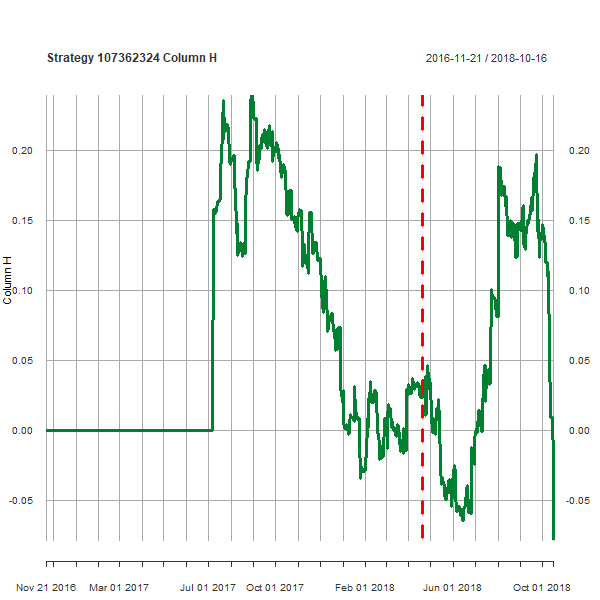 Strategy 107362324 Column H
2016-11-21 / 2018-10-16
Column H
0.20
0.15
0.10
0.05
0.00
-0.05
0.20
0.15
0.10
0.05
0.00
-0.05
Nov 21 2016
Mar 01 2017
Jul 01 2017
Oct 01 2017
Feb 01 2018
Jun 01 2018
Oct 01 2018